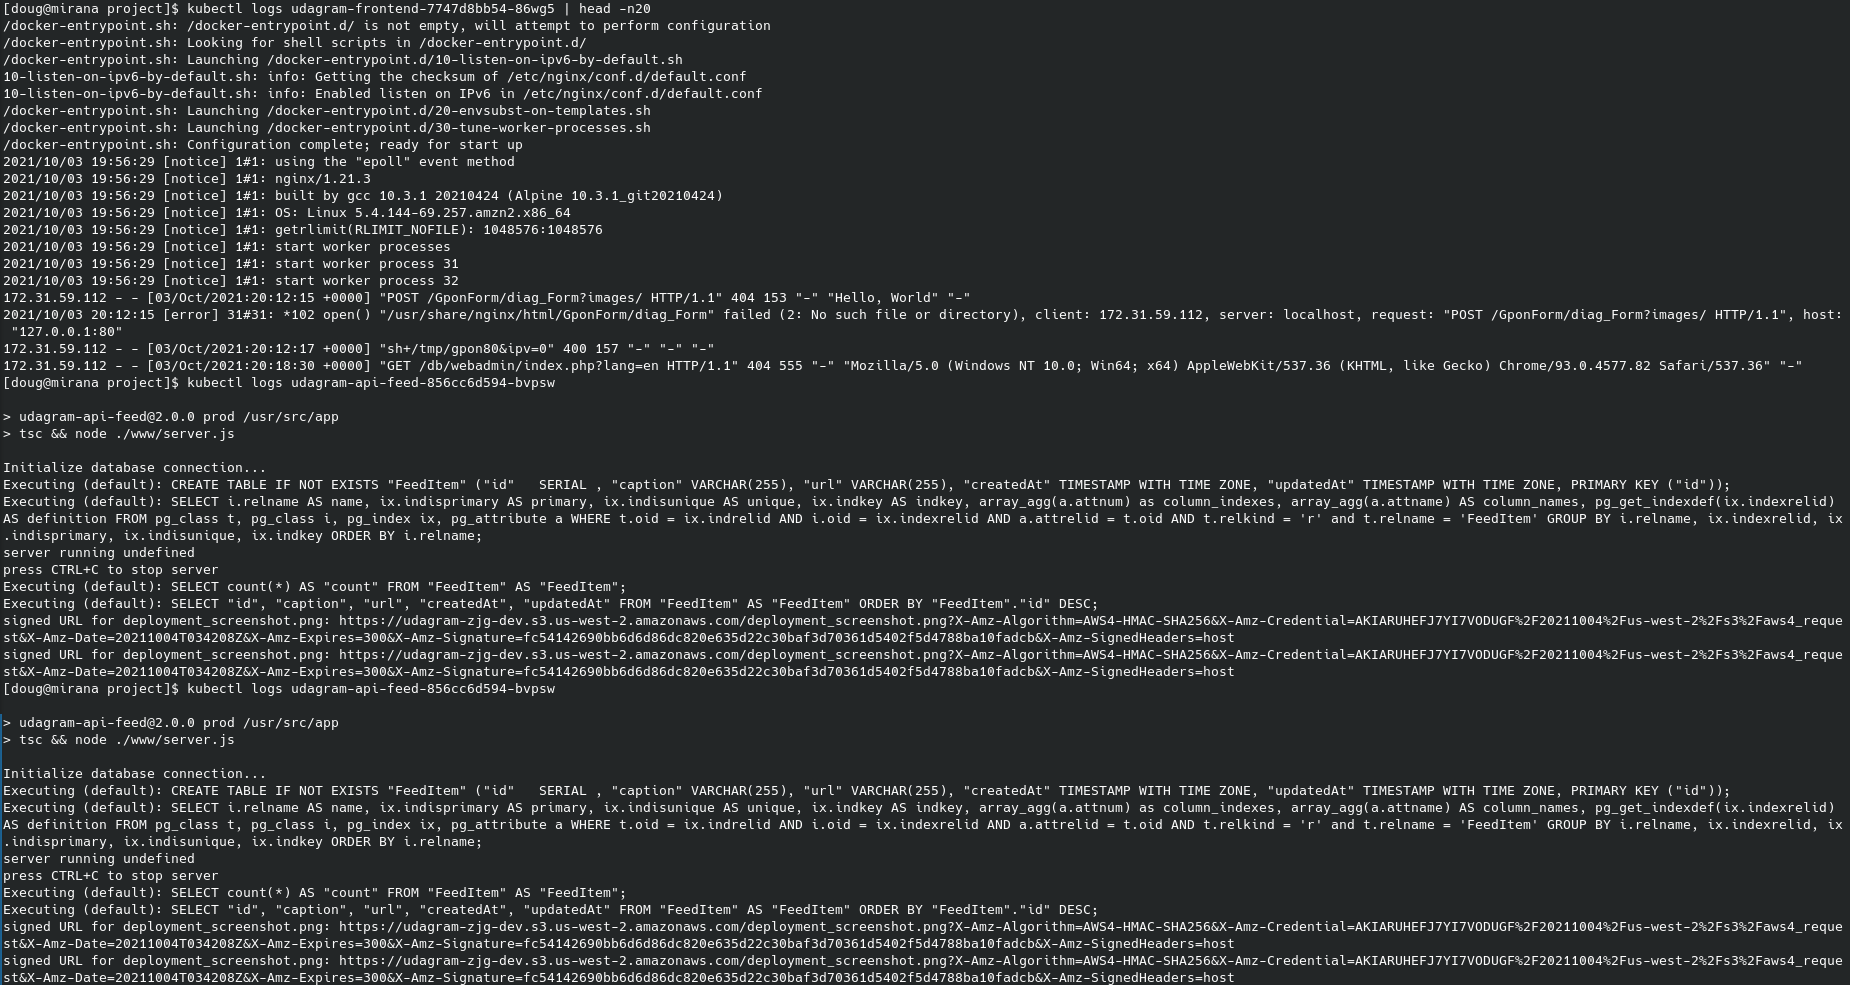 [doug@mirana project]$ kubectl logs udagram-frontend-7747d8bb54-86wg5 | head -n20
/docker-entrypoint.sh: /docker-entrypoint.d/ is not empty, will attempt to perform configuration
/docker-entrypoint.sh: Looking for shell scripts in /docker-entrypoint.d/
/docker-entrypoint.sh: Launching /docker-entrypoint.d/10-listen-on-ipv6-by-default.sh
10-listen-on-ipv6-by-default.sh: info: Getting the checksum of /etc/nginx/conf.d/default.conf
10-listen-on-ipv6-by-default.sh: info: Enabled listen on IPv6 in /etc/nginx/conf.d/default.conf
/docker-entrypoint.sh: Launching /docker-entrypoint.d/20-envsubst-on-templates.sh
/docker-entrypoint.sh: Launching /docker-entrypoint.d/30-tune-worker-processes.sh
/docker-entrypoint.sh: Configuration complete; ready for start up
2021/10/03 19:56:29 [notice] 1#1: using the "epoll" event method
2021/10/03 19:56:29 [notice] 1#1: nginx/1.21.3
2021/10/03 19:56:29 [notice] 1#1: built by gcc 10.3.1 20210424 (Alpine 10.3.1_git20210424)
2021/10/03 19:56:29 [notice] 1#1: OS: Linux 5.4.144-69.257.amzn2.x86_64
2021/10/03 19:56:29 [notice] 1#1: getrlimit(RLIMIT_NOFILE): 1048576:1048576
2021/10/03 19:56:29 [notice] 1#1: start worker processes
2021/10/03 19:56:29 [notice] 1#1: start worker process 31
2021/10/03 19:56:29 [notice] 1#1: start worker process 32
172.31.59.112 - - [03/Oct/2021:20:12:15 +0000] "POST /GponForm/diag_Form?images/ HTTP/1.1" 404 153 "-" "Hello, World" "-"
2021/10/03 20:12:15 [error] 31#31: *102 open() "/usr/share/nginx/html/GponForm/diag_Form" failed (2: No such file or directory), client: 172.31.59.112, server: localhost, request: "POST /GponForm/diag_Form?images/ HTTP/1.1", host:
 "127.0.0.1:80"
172.31.59.112 - - [03/Oct/2021:20:12:17 +0000] "sh+/tmp/gpon80&ipv=0" 400 157 "-" "-" "-"
172.31.59.112 - - [03/Oct/2021:20:18:30 +0000] "GET /db/webadmin/index.php?lang=en HTTP/1.1" 404 555 "-" "Mozilla/5.0 (Windows NT 10.0; Win64; x64) AppleWebKit/537.36 (KHTML, like Gecko) Chrome/93.0.4577.82 Safari/537.36" "-"
[doug@mirana project]$ kubectl logs udagram-api-feed-856cc6d594-bvpsw
> udagram-api-feed@2.0.0 prod /usr/src/app
> tsc && node ./www/server.js
Initialize database connection...
Executing (default): CREATE TABLE IF NOT EXISTS "FeedItem" ("id"   SERIAL , "caption" VARCHAR(255), "url" VARCHAR(255), "createdAt" TIMESTAMP WITH TIME ZONE, "updatedAt" TIMESTAMP WITH TIME ZONE, PRIMARY KEY ("id"));
Executing (default): SELECT i.relname AS name, ix.indisprimary AS primary, ix.indisunique AS unique, ix.indkey AS indkey, array_agg(a.attnum) as column_indexes, array_agg(a.attname) AS column_names, pg_get_indexdef(ix.indexrelid)
AS definition FROM pg_class t, pg_class i, pg_index ix, pg_attribute a WHERE t.oid = ix.indrelid AND i.oid = ix.indexrelid AND a.attrelid = t.oid AND t.relkind = 'r' and t.relname = 'FeedItem' GROUP BY i.relname, ix.indexrelid, ix
.indisprimary, ix.indisunique, ix.indkey ORDER BY i.relname;
server running undefined
press CTRL+C to stop server
Executing (default): SELECT count(*) AS "count" FROM "FeedItem" AS "FeedItem";
Executing (default): SELECT "id", "caption", "url", "createdAt", "updatedAt" FROM "FeedItem" AS "FeedItem" ORDER BY "FeedItem"."id" DESC;
signed URL for deployment_screenshot.png: https://udagram-zjg-dev.s3.us-west-2.amazonaws.com/deployment_screenshot.png?X-Amz-Algorithm=AWS4-HMAC-SHA256&X-Amz-Credential=AKIARUHEFJ7YI7VODUGF%2F20211004%2Fus-west-2%2Fs3%2Faws4_reque
st&X-Amz-Date=20211004T034208Z&X-Amz-Expires=300&X-Amz-Signature=fc54142690bb6d6d86dc820e635d22c30baf3d70361d5402f5d4788ba10fadcb&X-Amz-SignedHeaders=host
signed URL for deployment_screenshot.png: https://udagram-zjg-dev.s3.us-west-2.amazonaws.com/deployment_screenshot.png?X-Amz-Algorithm=AWS4-HMAC-SHA256&X-Amz-Credential=AKIARUHEFJ7YI7VODUGF%2F20211004%2Fus-west-2%2Fs3%2Faws4_reque
st&X-Amz-Date=20211004T034208Z&X-Amz-Expires=300&X-Amz-Signature=fc54142690bb6d6d86dc820e635d22c30baf3d70361d5402f5d4788ba10fadcb&X-Amz-SignedHeaders=host
[doug@mirana project]$ kubectl logs udagram-api-feed-856cc6d594-bvpsw
> udagram-api-feed@2.0.0 prod /usr/src/app
> tsc && node ./www/server.js
Initialize database connection...
Executing (default): CREATE TABLE IF NOT EXISTS "FeedItem" ("id"   SERIAL , "caption" VARCHAR(255), "url" VARCHAR(255), "createdAt" TIMESTAMP WITH TIME ZONE, "updatedAt" TIMESTAMP WITH TIME ZONE, PRIMARY KEY ("id"));
Executing (default): SELECT i.relname AS name, ix.indisprimary AS primary, ix.indisunique AS unique, ix.indkey AS indkey, array_agg(a.attnum) as column_indexes, array_agg(a.attname) AS column_names, pg_get_indexdef(ix.indexrelid)
AS definition FROM pg_class t, pg_class i, pg_index ix, pg_attribute a WHERE t.oid = ix.indrelid AND i.oid = ix.indexrelid AND a.attrelid = t.oid AND t.relkind = 'r' and t.relname = 'FeedItem' GROUP BY i.relname, ix.indexrelid, ix
.indisprimary, ix.indisunique, ix.indkey ORDER BY i.relname;
server running undefined
press CTRL+C to stop server
Executing (default): SELECT count(*) AS "count" FROM "FeedItem" AS "FeedItem";
Executing (default): SELECT "id", "caption", "url", "createdAt", "updatedAt" FROM "FeedItem" AS "FeedItem" ORDER BY "FeedItem"."id" DESC;
signed URL for deployment_screenshot.png: https://udagram-zjg-dev.s3.us-west-2.amazonaws.com/deployment_screenshot.png?X-Amz-Algorithm=AWS4-HMAC-SHA256&X-Amz-Credential=AKIARUHEFJ7YI7VODUGF%2F20211004%2Fus-west-2%2Fs3%2Faws4_reque
st&X-Amz-Date=20211004T034208Z&X-Amz-Expires=300&X-Amz-Signature=fc54142690bb6d6d86dc820e635d22c30baf3d70361d5402f5d4788ba10fadcb&X-Amz-SignedHeaders=host
signed URL for deployment_screenshot.png: https://udagram-zjg-dev.s3.us-west-2.amazonaws.com/deployment_screenshot.png?X-Amz-Algorithm=AWS4-HMAC-SHA256&X-Amz-Credential=AKIARUHEFJ7YI7VODUGF%2F20211004%2Fus-west-2%2Fs3%2Faws4_reque
st&X-Amz-Date=20211004T034208Z&X-Amz-Expires=300&X-Amz-Signature=fc54142690bb6d6d86dc820e635d22c30baf3d70361d5402f5d4788ba10fadcb&X-Amz-SignedHeaders=host